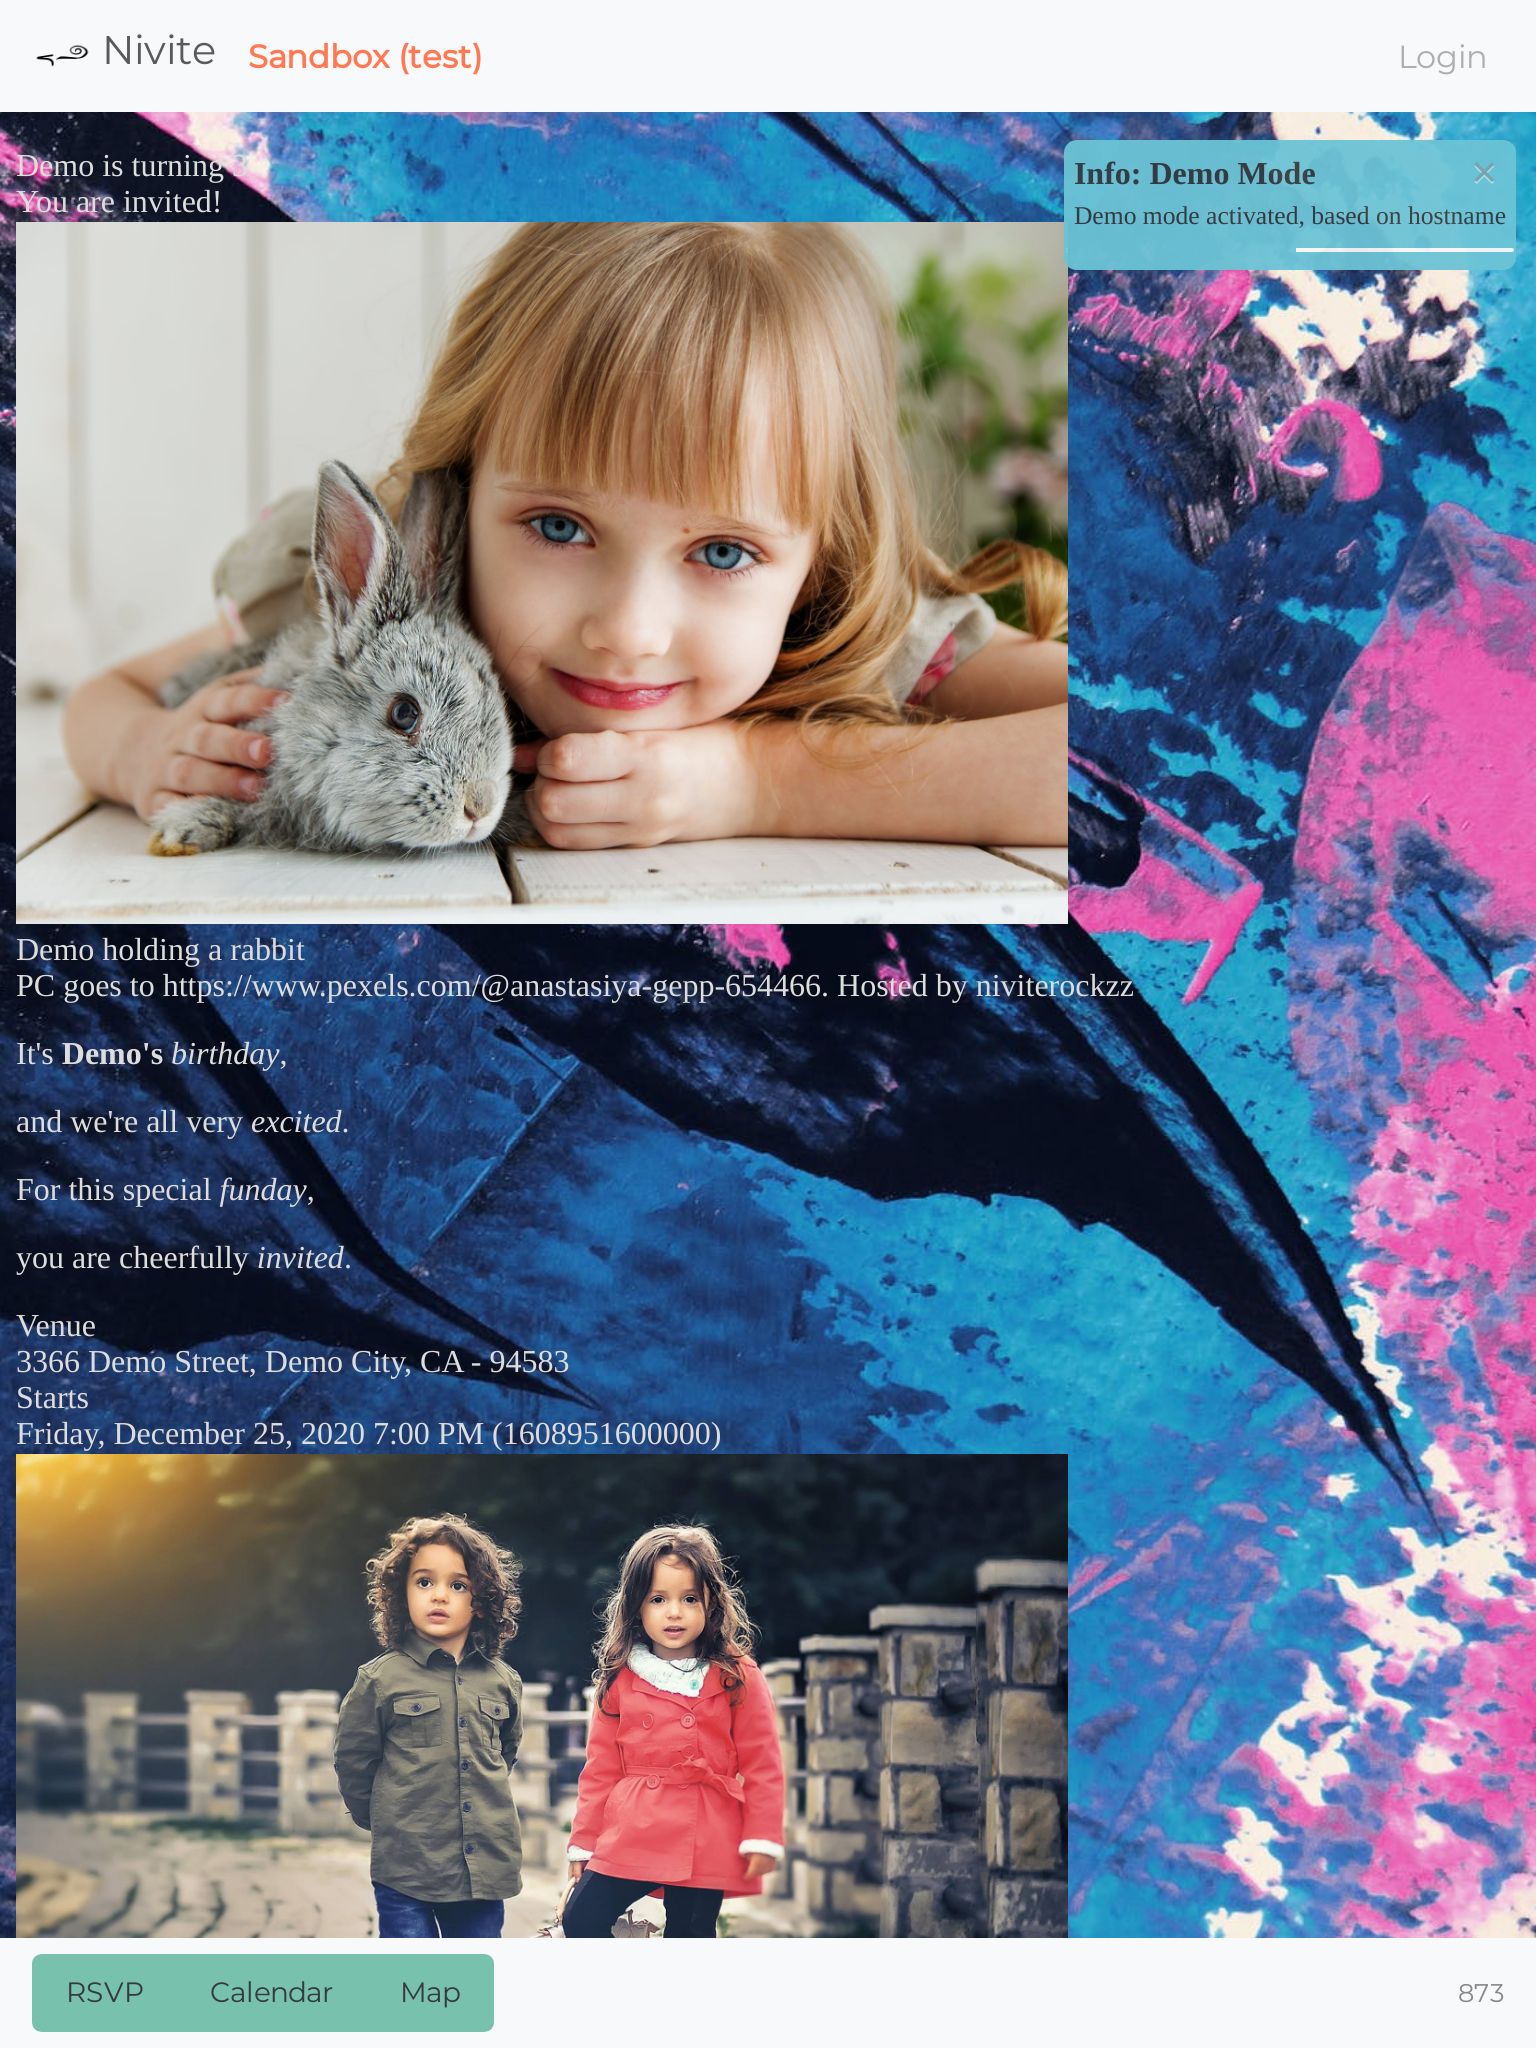 Nivite
Sandbox (test)
Login
Demo is turning 3
You are invited!
Info: Demo Mode
×
Demo mode activated, based on hostname
Demo holding a rabbit
PC goes to https://www.pexels.com/@anastasiya-gepp-654466. Hosted by niviterockzz
It's Demo's birthday,
and we're all very excited.
For this special funday,
you are cheerfully invited.
Venue
3366 Demo Street, Demo City, CA - 94583
Starts
Friday, December 25, 2020 7:00 PM (1608951600000)
RSVP
Calendar
Map
873